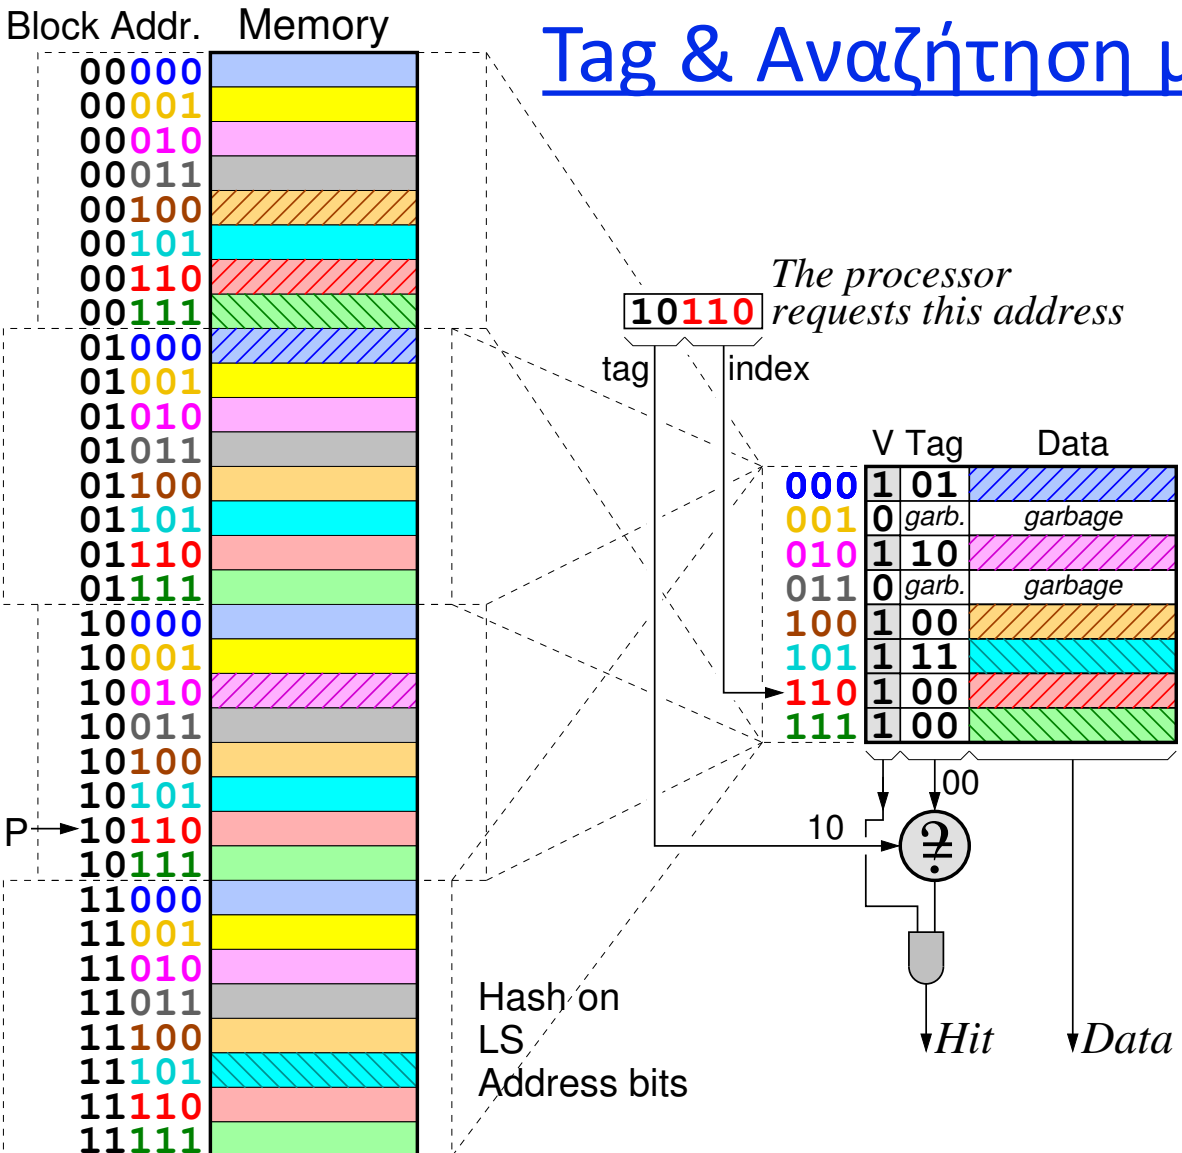 Block Addr.
Memory
Tag & Αναζήτηση μ
00000
00001
00010
00011
00100
00101
00110
00111
01000
01001
01010
01011
01100
01101
01110
01111
10000
10001
10010
10011
10100
10101
P
10110
10111
11000
11001
11010
11011
11100
11101
11110
11111
The processor
10110 requests this address
tag
index
V Tag Data
000 1 01
001 0 garb. garbage
010 1 10
011 0 garb. garbage
100 1 00
101 1 11
110 1 00
111 1 00
00
10
=?
Hit
Data
Hash on
LS
Address bits